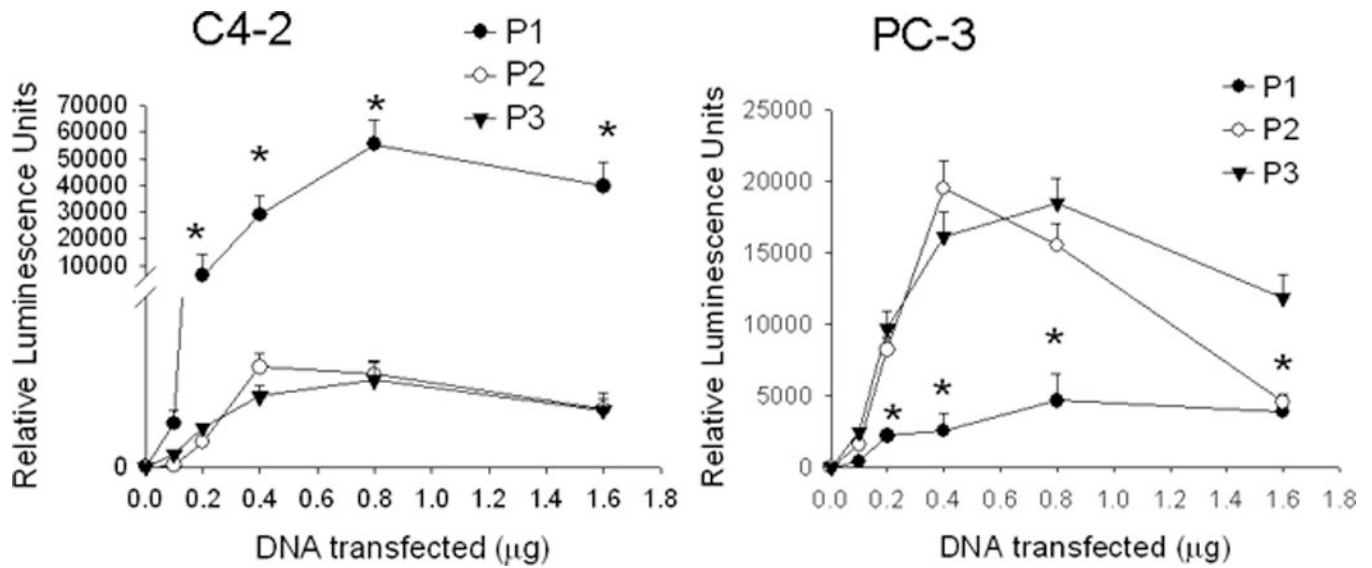 C4-2
P1
P2
P3
Relative Luminescence Units
70000
60000
50000
40000
30000
20000
10000
0
* * * *
0.0 0.2 0.4 0.6 0.8 1.0 1.2 1.4 1.6 1.8
DNA transfected (μg)
PC-3
P1
P2
P3
Relative Luminescence Units
25000
20000
15000
10000
5000
0
* * * *
0.0 0.2 0.4 0.6 0.8 1.0 1.2 1.4 1.6 1.8
DNA transfected (μg)